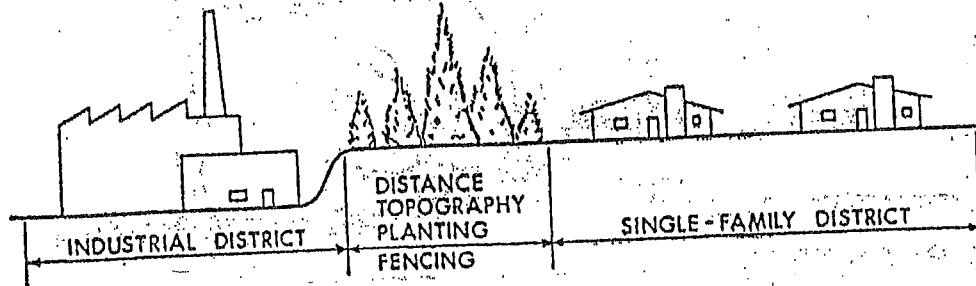 DISTANCE
TOPOGRAPHY
PLANTING
FENCING
INDUSTRIAL DISTRICT
SINGLE-FAMILY DISTRICT